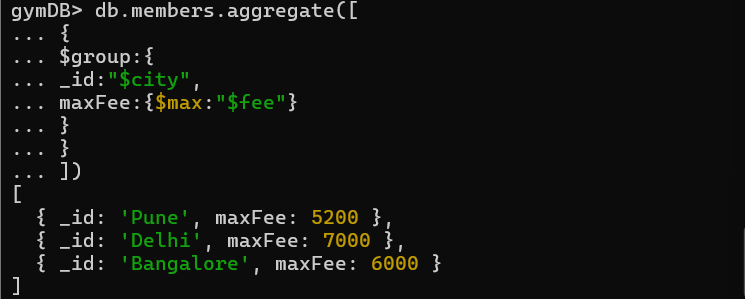 gymDB> db.members.aggregate([
... {
... $group:{
... _id:"$city",
... maxFee:{$max:"$fee"}
... }
... }
... ])
[
  { _id: 'Pune', maxFee: 5200 },
  { _id: 'Delhi', maxFee: 7000 },
  { _id: 'Bangalore', maxFee: 6000 }
]